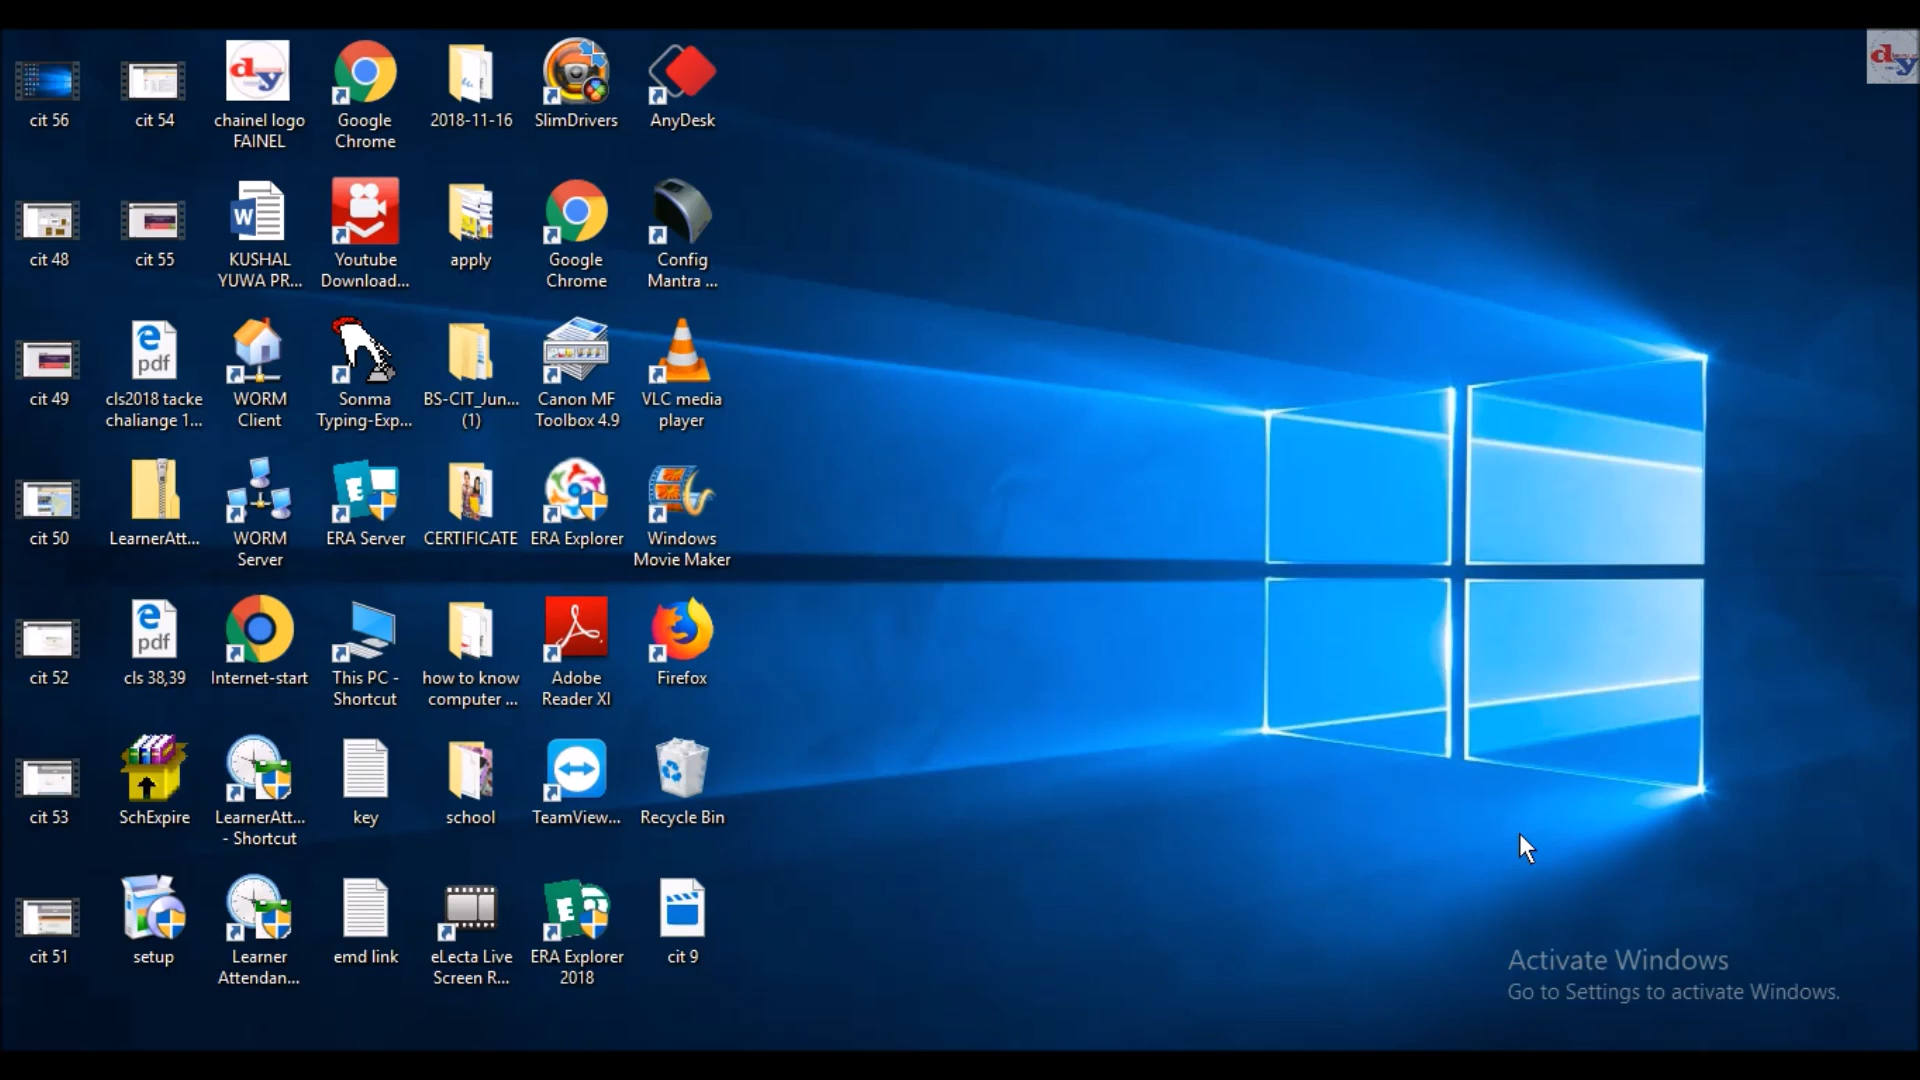 cit 56
cit 54
chainel logo
FAINEL
Google
Chrome
2018-11-16
SlimDrivers
AnyDesk
dy
cit 48
cit 55
KUSHAL
YUWA PR...
Youtube
Download...
apply
Google
Chrome
Config
Mantra ...
cit 49
cls2018 tacke
chaliange 1...
WORM
Client
Sonma
Typing-Exp...
BS-CIT_Jun...
(1)
Canon MF
Toolbox 4.9
VLC media
player
cit 50
LearnerAtt...
WORM
Server
ERA Server
CERTIFICATE
ERA Explorer
Windows
Movie Maker
cit 52
cls 38,39
Internet-start
This PC -
Shortcut
how to know
computer ...
Adobe
Reader XI
Firefox
cit 53
SchExpire
LearnerAtt...
- Shortcut
key
school
TeamView...
Recycle Bin
cit 51
setup
Learner
Attendan...
emd link
eLecta Live
Screen R...
ERA Explorer
2018
cit 9
Activate Windows
Go to Settings to activate Windows.